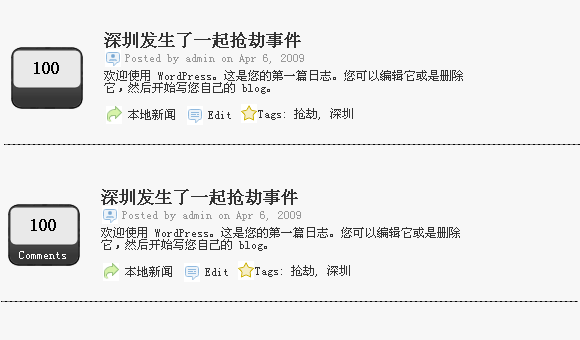 深圳发生了一起抢劫事件
100
Posted by admin on Apr 6, 2009
欢迎使用 WordPress。这是您的第一篇日志。您可以编辑它或是删除
它，然后开始写您自己的 blog。
本地新闻 Edit Tags: 抢劫, 深圳
深圳发生了一起抢劫事件
100
Posted by admin on Apr 6, 2009
欢迎使用 WordPress。这是您的第一篇日志。您可以编辑它或是删除
它，然后开始写您自己的 blog。
Comments
本地新闻 Edit Tags: 抢劫, 深圳